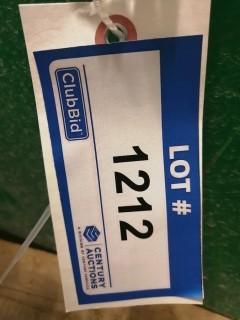 LOT #
1212
ClubBid
CENTURY
AUCTIONS